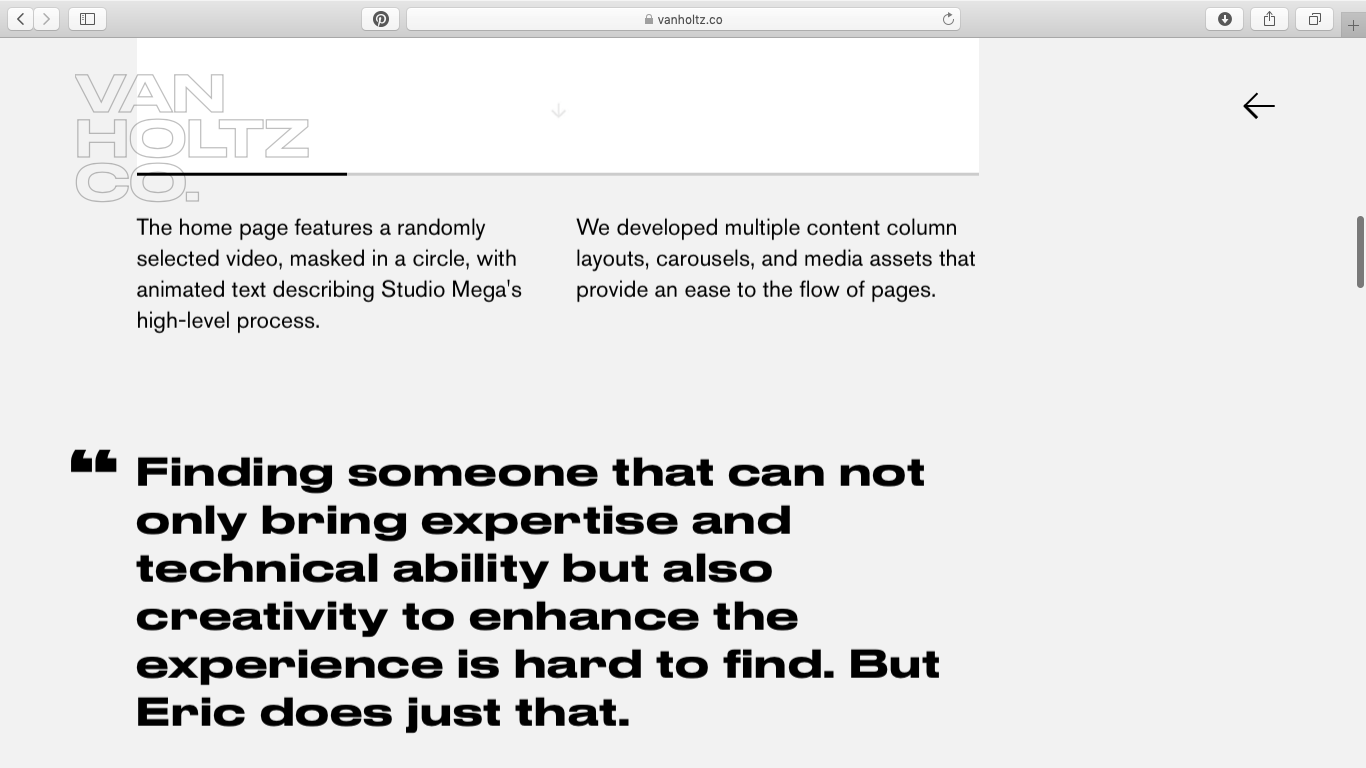 vanholtz.co
VAN
HOLTZ
CO.
The home page features a randomly
selected video, masked in a circle, with
animated text describing Studio Mega's
high-level process.
We developed multiple content column
layouts, carousels, and media assets that
provide an ease to the flow of pages.
“ Finding someone that can not
only bring expertise and
technical ability but also
creativity to enhance the
experience is hard to find. But
Eric does just that.